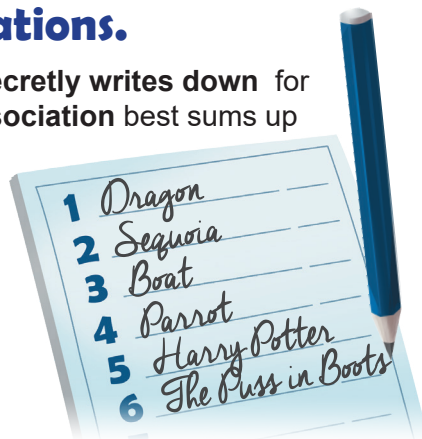 ations.
ecretly writes down for
sociation best sums up
1 Dragon
2 Sequoia
3 Boat
4 Parrot
5 Harry Potter
6 The Puss in Boots